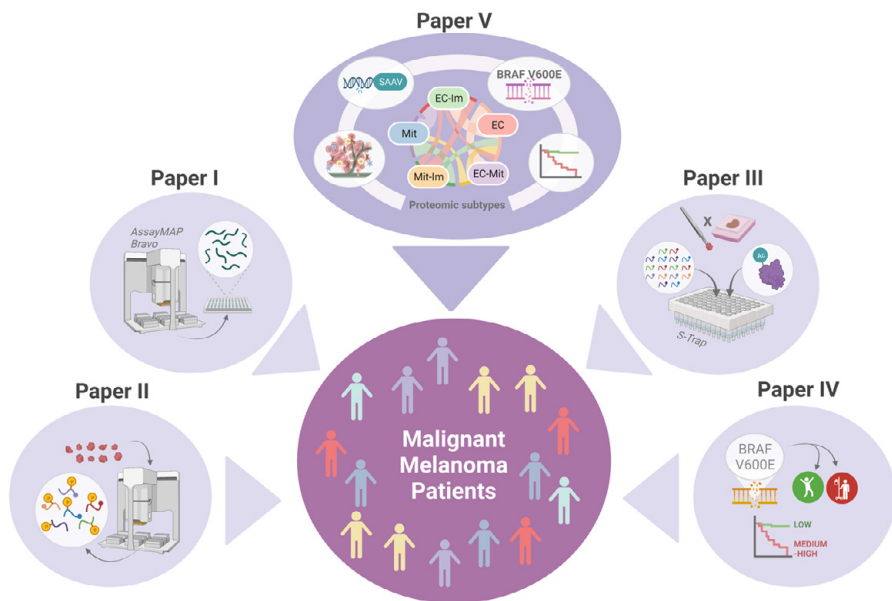 Paper V
SAAV
BRAF V600E
EC-Im
Mit
EC
Mit-Im
EC-Mit
Proteomic subtypes
Paper I
AssayMAP
Bravo
Paper III
X
AC
S-Trap
Paper II
P
P
P
P
P
P
Paper IV
BRAF
V600E
LOW
MEDIUM
-HIGH
Malignant
Melanoma
Patients